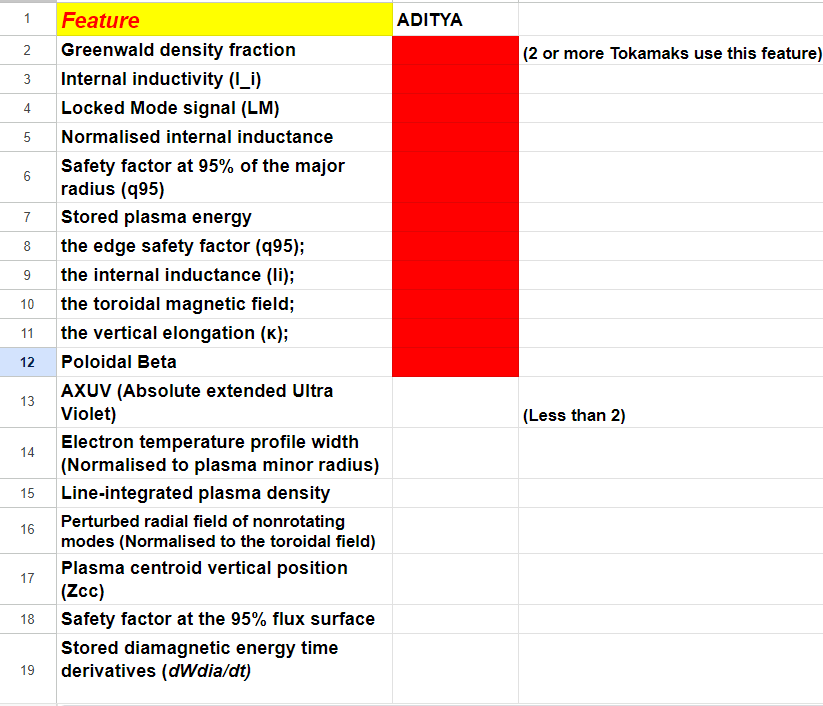 1 Feature ADITYA
2 Greenwald density fraction (2 or more Tokamaks use this feature)
3 Internal inductivity (l_i)
4 Locked Mode signal (LM)
5 Normalised internal inductance
6 Safety factor at 95% of the major
radius (q95)
7 Stored plasma energy
8 the edge safety factor (q95);
9 the internal inductance (li);
10 the toroidal magnetic field;
11 the vertical elongation (κ);
12 Poloidal Beta
13 AXUV (Absolute extended Ultra
Violet) (Less than 2)
14 Electron temperature profile width
(Normalised to plasma minor radius)
15 Line-integrated plasma density
16 Perturbed radial field of nonrotating
modes (Normalised to the toroidal field)
17 Plasma centroid vertical position
(Zcc)
18 Safety factor at the 95% flux surface
19 Stored diamagnetic energy time
derivatives (dWdia/dt)